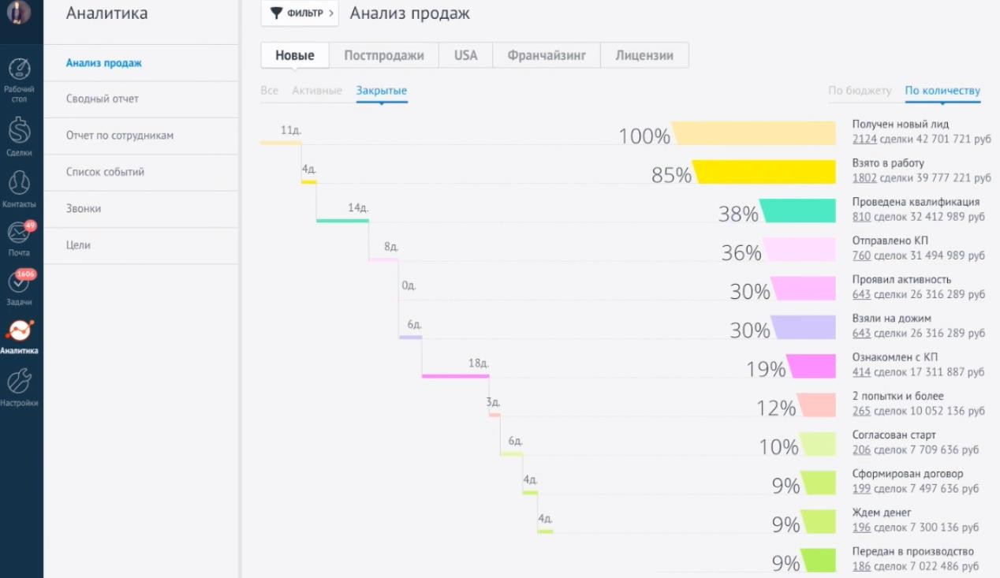 Аналитика
ФИЛЬТР >
Анализ продаж
Рабочий
стол
Сделки
Контакты
49
Почта
1606
Задачи
Аналитика
Настройки
Анализ продаж
Сводный отчет
Отчет по сотрудникам
Список событий
Звонки
Цели
Новые Постпродажи USA Франчайзинг Лицензии
Все Активные Закрытые
По бюджету По количеству
11д.
100%
Получен новый лид
2124 сделки 42 701 721 руб
4д.
85%
Взято в работу
1802 сделки 39 777 221 руб
14д.
38%
Проведена квалификация
810 сделок 32 412 989 руб
8д.
36%
Отправлено КП
760 сделок 31 494 989 руб
0д.
30%
Проявил активность
643 сделки 26 316 289 руб
6д.
30%
Взяли на дожим
643 сделки 26 316 289 руб
18д.
19%
Ознакомлен с КП
414 сделок 17 311 887 руб
3д.
12%
2 попытки и более
265 сделок 10 052 136 руб
6д.
10%
Согласован старт
206 сделок 7 709 636 руб
4д.
9%
Сформирован договор
199 сделок 7 497 636 руб
4д.
9%
Ждем денег
196 сделок 7 300 136 руб
9%
Передан в производство
186 сделок 7 022 486 руб